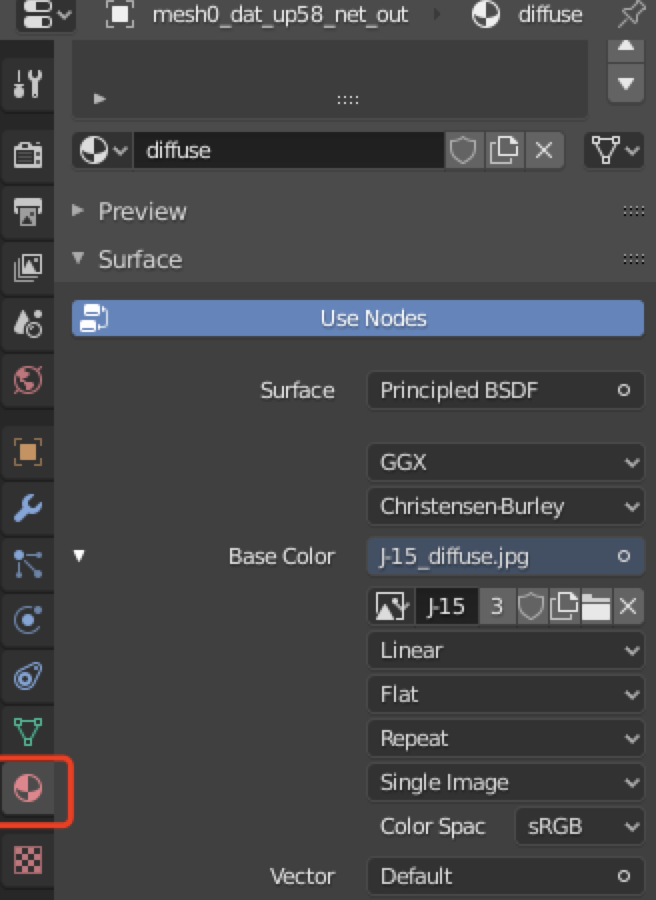 mesh0_dat_up58_net_out diffuse
diffuse
Preview
Surface
Use Nodes
Surface Principled BSDF
GGX
Christensen-Burley
Base Color J-15_diffuse.jpg
J-15 3
Linear
Flat
Repeat
Single Image
Color Spac sRGB
Vector Default